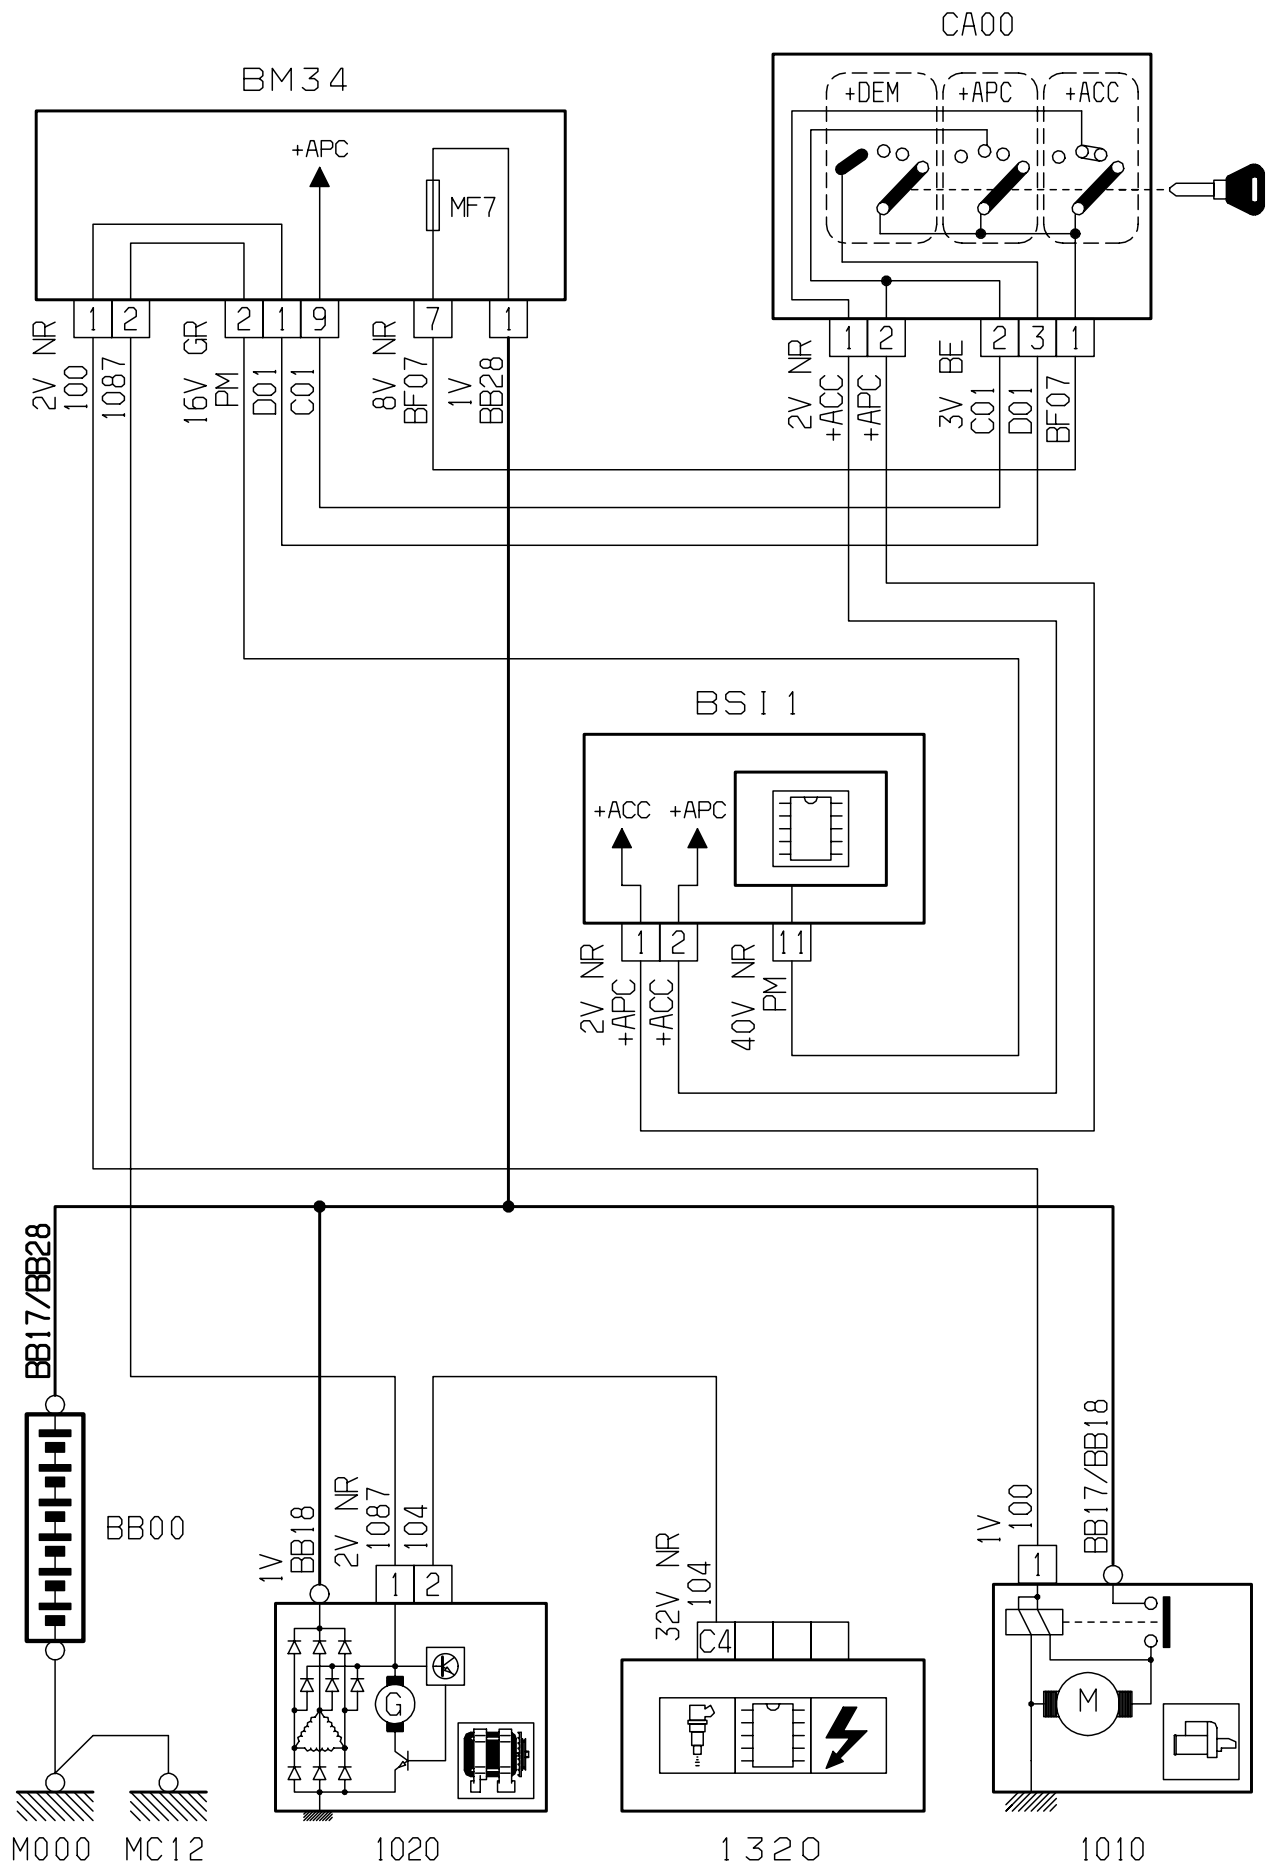 CA00
BM34
+DEM
+APC
+ACC
+APC
MF7
1
2
2
1
9
7
1
1
2
2
3
1
2V NR
100
1087
16V GR
PM
D01
C01
8V NR
BF07
1V
BB28
2V NR
+ACC
+APC
3V BE
C01
D01
BF07
BSI1
+ACC
+APC
1
2
11
2V NR
+APC
+ACC
40V NR
PM
BB17/BB28
BB00
1V
BB18
2V NR
1087
104
1
2
G
32V NR
104
C4
1V
100
BB17/BB18
1
M
M000
MC12
1020
1320
1010